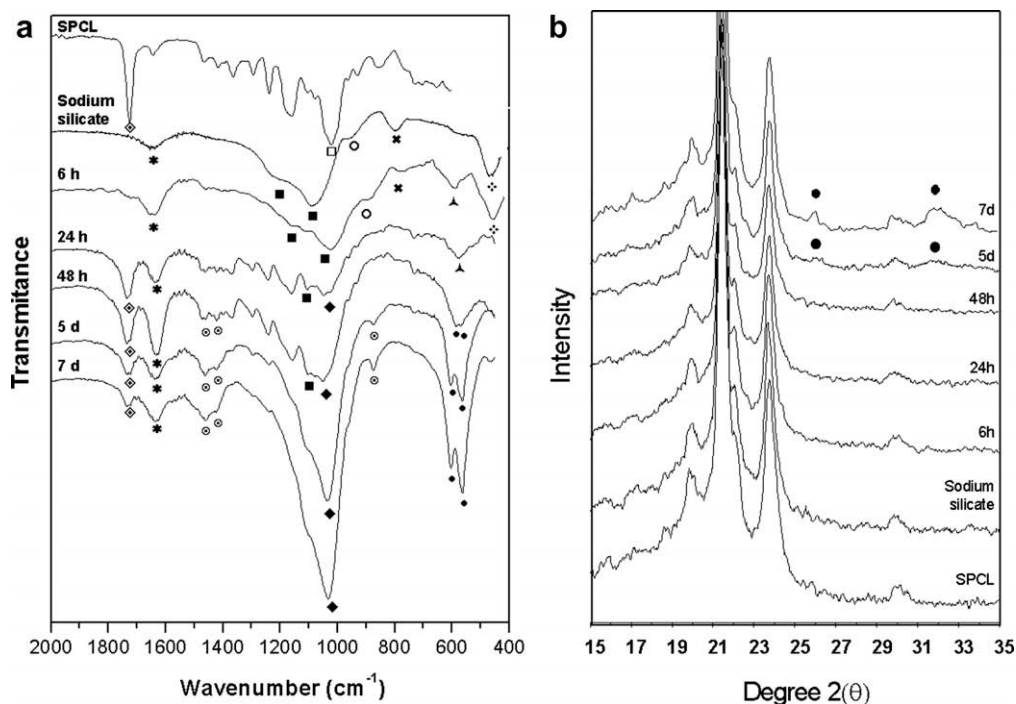 a
SPCL
Sodium
silicate
6 h
24 h
48 h
5 d
7 d
Transmitance
2000 1800 1600 1400 1200 1000 800 600 400
Wavenumber (cm-1)
b
7d
5d
48h
24h
6h
Sodium
silicate
SPCL
Intensity
15 17 19 21 23 25 27 29 31 33 35
Degree 2(θ)